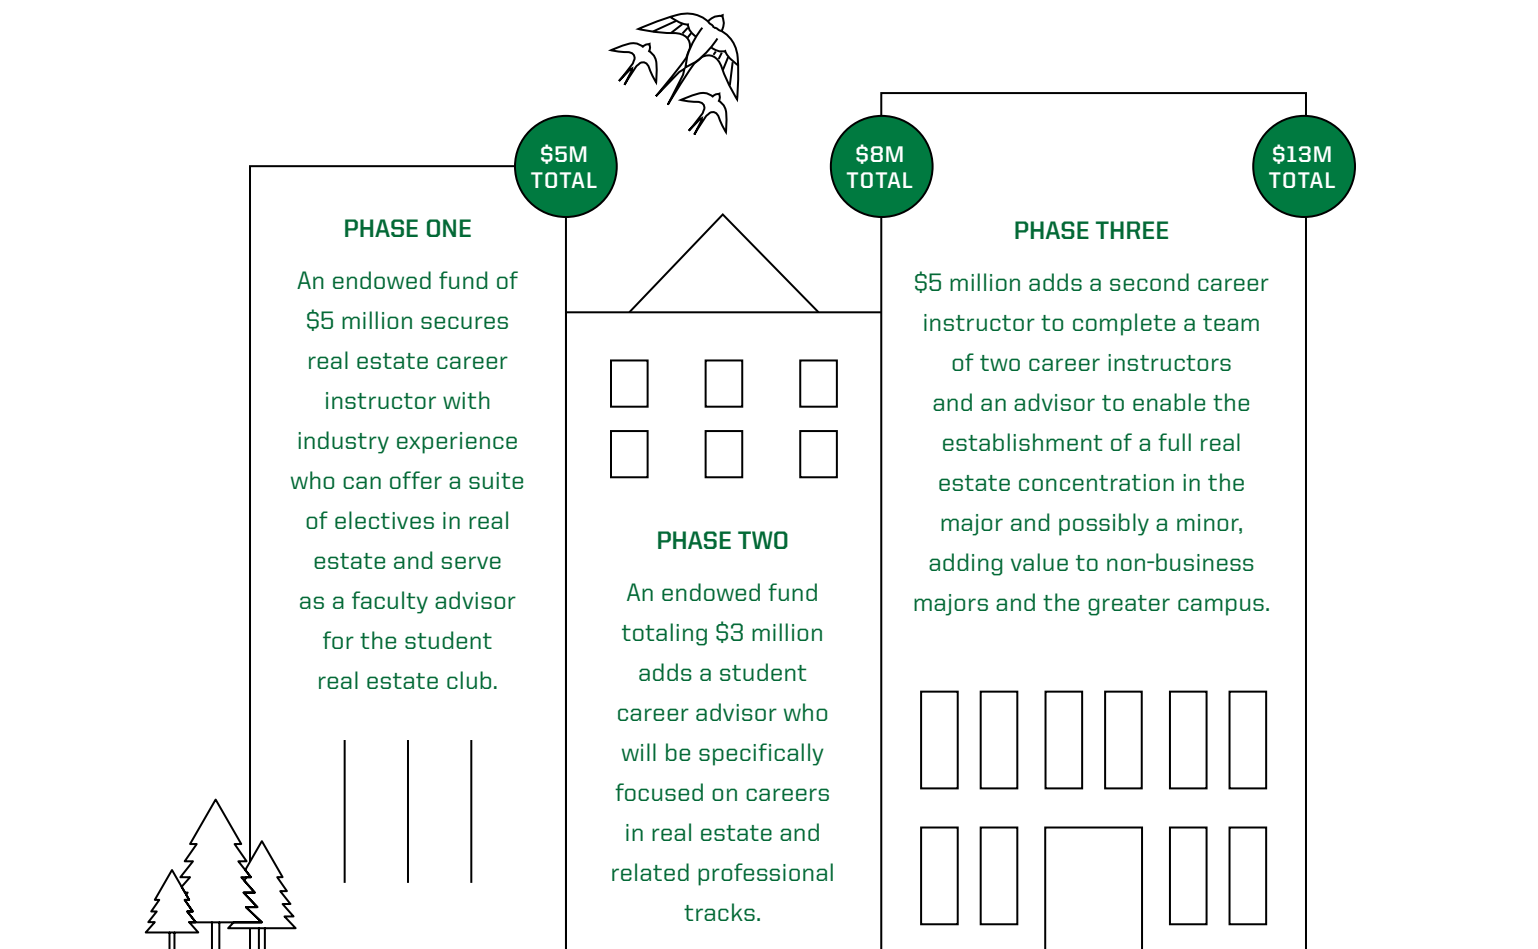 $5M
TOTAL
PHASE ONE
An endowed fund of
$5 million secures
real estate career
instructor with
industry experience
who can offer a suite
of electives in real
estate and serve
as a faculty advisor
for the student
real estate club.
$8M
TOTAL
PHASE TWO
An endowed fund
totaling $3 million
adds a student
career advisor who
will be specifically
focused on careers
in real estate and
related professional
tracks.
$13M
TOTAL
PHASE THREE
$5 million adds a second career
instructor to complete a team
of two career instructors
and an advisor to enable the
establishment of a full real
estate concentration in the
major and possibly a minor,
adding value to non-business
majors and the greater campus.